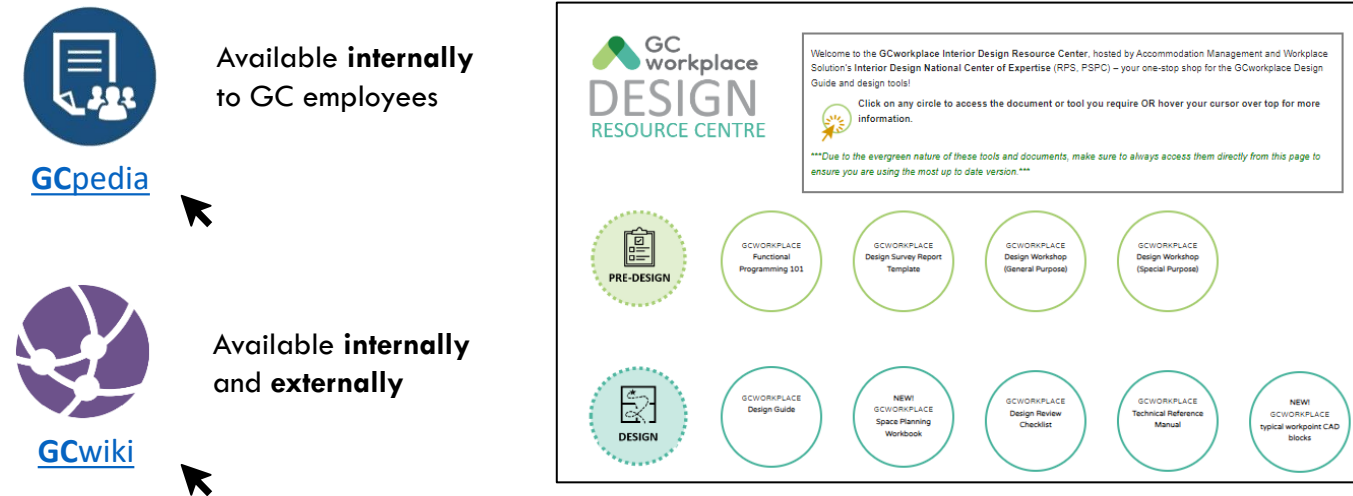 Available internally
to GC employees
GCpedia
Available internally
and externally
GCwiki
GC
workplace
DESIGN
RESOURCE CENTRE
Welcome to the GCworkplace Interior Design Resource Center, hosted by Accommodation Management and Workplace
Solution's Interior Design National Center of Expertise (RPS, PSPC) – your one-stop shop for the GCworkplace Design
Guide and design tools!
Click on any circle to access the document or tool you require OR hover your cursor over top for more
information.
***Due to the evergreen nature of these tools and documents, make sure to always access them directly from this page to
ensure you are using the most up to date version.***
PRE-DESIGN
GCWORKPLACE
Functional
Programming 101
GCWORKPLACE
Design Survey Report
Template
GCWORKPLACE
Design Workshop
(General Purpose)
GCWORKPLACE
Design Workshop
(Special Purpose)
DESIGN
GCWORKPLACE
Design Guide
NEW!
GCWORKPLACE
Space Planning
Workbook
GCWORKPLACE
Design Review
Checklist
GCWORKPLACE
Technical Reference
Manual
NEW!
GCWORKPLACE
typical workpoint CAD
blocks